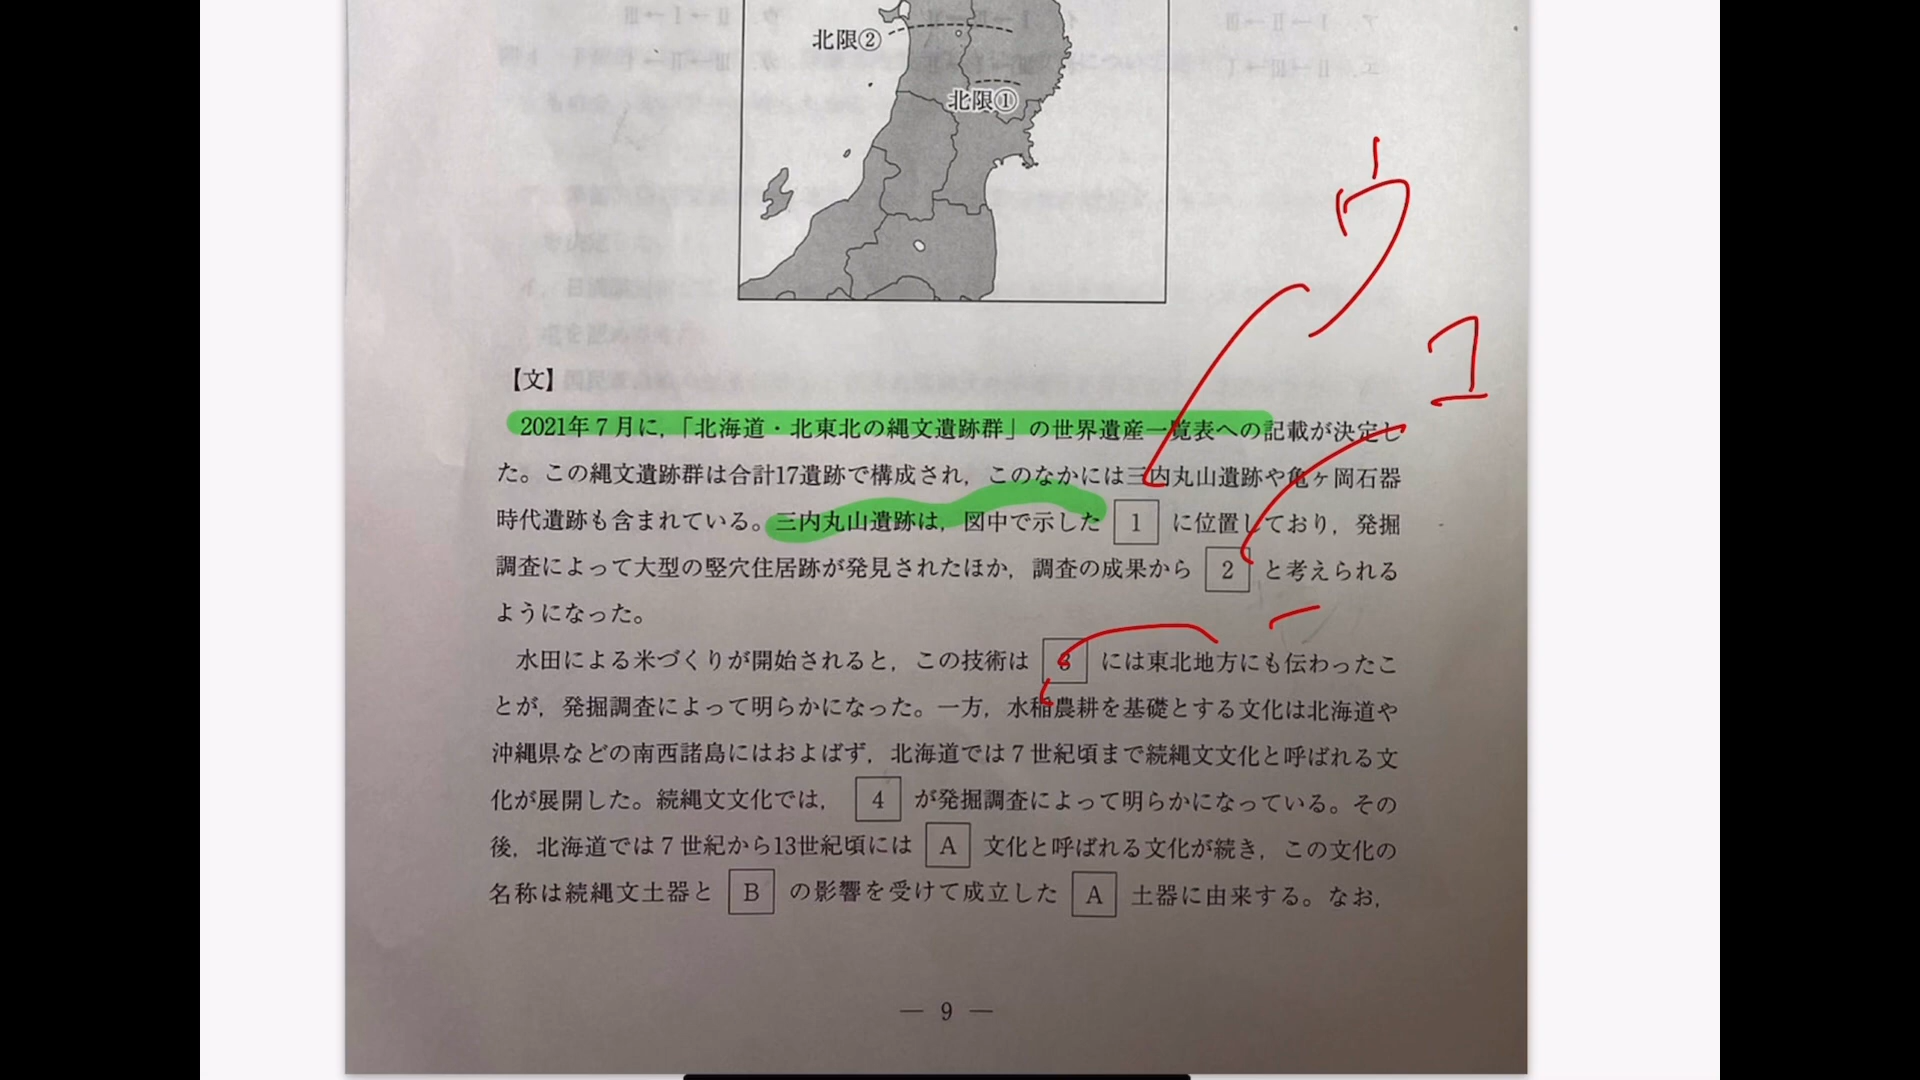 北限②
北限①
ウ
ユ
【文】
2021年7月に，「北海道・北東北の縄文遺跡群」の世界遺産一覧表への記載が決定し
た。この縄文遺跡群は合計17遺跡で構成され，このなかには三内丸山遺跡や亀ヶ岡石器
時代遺跡も含まれている。三内丸山遺跡は，図中で示した 1 に位置しており，発掘
調査によって大型の竪穴住居跡が発見されたほか，調査の成果から 2 と考えられる
ようになった。
水田による米づくりが開始されると，この技術は 3 には東北地方にも伝わったこ
とが，発掘調査によって明らかになった。一方，水稲農耕を基礎とする文化は北海道や
沖縄県などの南西諸島にはおよばず，北海道では7世紀頃まで続縄文文化と呼ばれる文
化が展開した。続縄文文化では， 4 が発掘調査によって明らかになっている。その
後，北海道では7世紀から13世紀頃には A 文化と呼ばれる文化が続き，この文化の
名称は続縄文土器と B の影響を受けて成立した A 土器に由来する。なお，
— 9 —